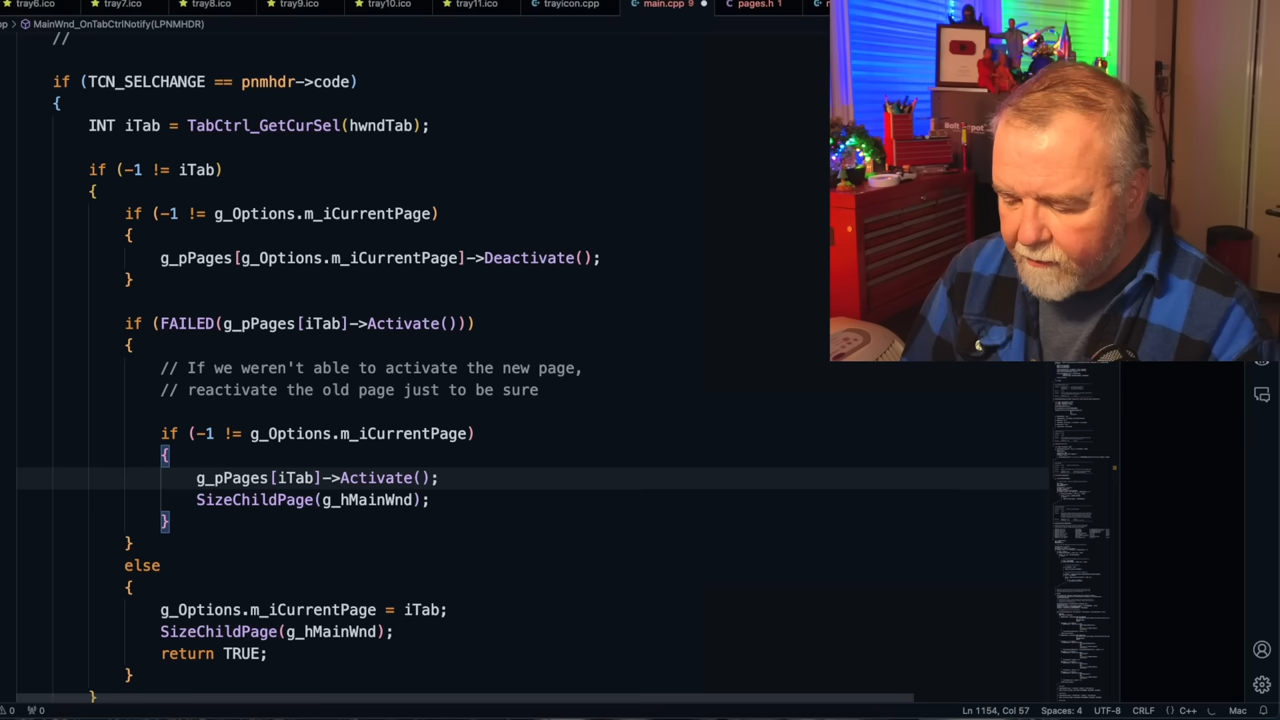 tray6.ico tray7.ico tray8.ico tray9.ico tray10.ico tray11.ico trayicon.cpp main.cpp 9 pages.h 1
MainWnd_OnTabCtrlNotify(LPNMHDR)
//
if (TCN_SELCHANGE == pnmhdr->code)
{
INT iTab = TabCtrl_GetCurSel(hwndTab);
if (-1 != iTab)
{
if (-1 != g_Options.m_iCurrentPage)
{
g_pPages[g_Options.m_iCurrentPage]->Deactivate();
}
if (FAILED(g_pPages[iTab]->Activate()))
{
// If we weren't able to activate the new page,
// reactivate the old page just to be sure
if (-1 != g_Options.m_iCurrentPage)
{
g_pPages[iTab]->Activate();
SizeChildPage(g_hMainWnd);
}
}
else
{
g_Options.m_iCurrentPage = iTab;
SizeChildPage(g_hMainWnd);
return TRUE;
}
}
0 0 Ln 1154, Col 57 Spaces: 4 UTF-8 CRLF {} C++ Mac